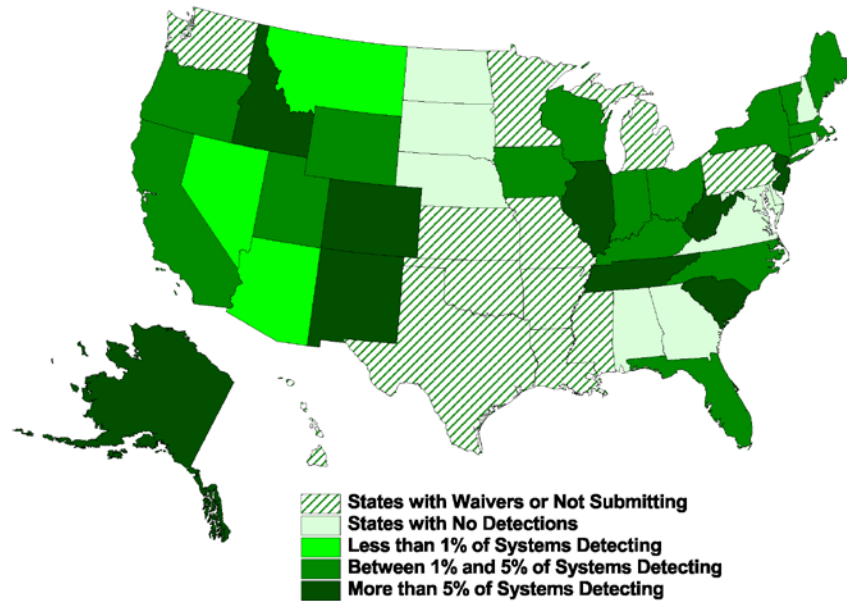 States with Waivers or Not Submitting
States with No Detections
Less than 1% of Systems Detecting
Between 1% and 5% of Systems Detecting
More than 5% of Systems Detecting